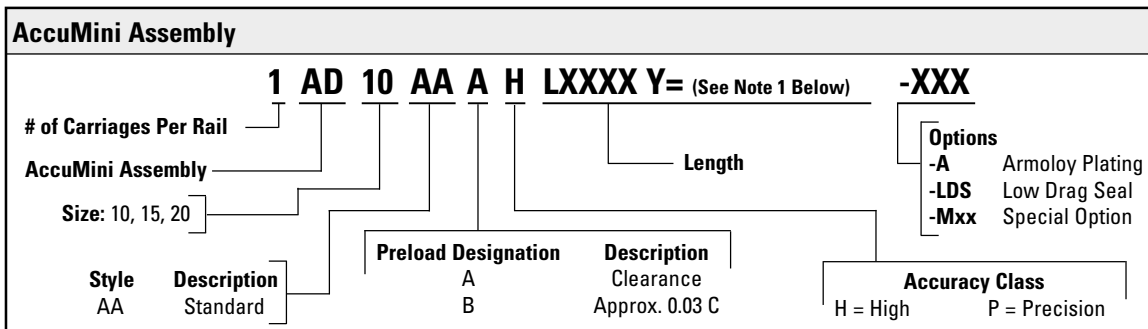 AccuMini Assembly
1 AD 10 AA A H LXXXX Y= (See Note 1 Below) -XXX
# of Carriages Per Rail
Options
AccuMini Assembly
Length
-A Armoloy Plating
Size: 10, 15, 20
-LDS Low Drag Seal
-Mxx Special Option
Preload Designation Description
Style Description
A Clearance
Accuracy Class
AA Standard
B Approx. 0.03 C
H = High P = Precision